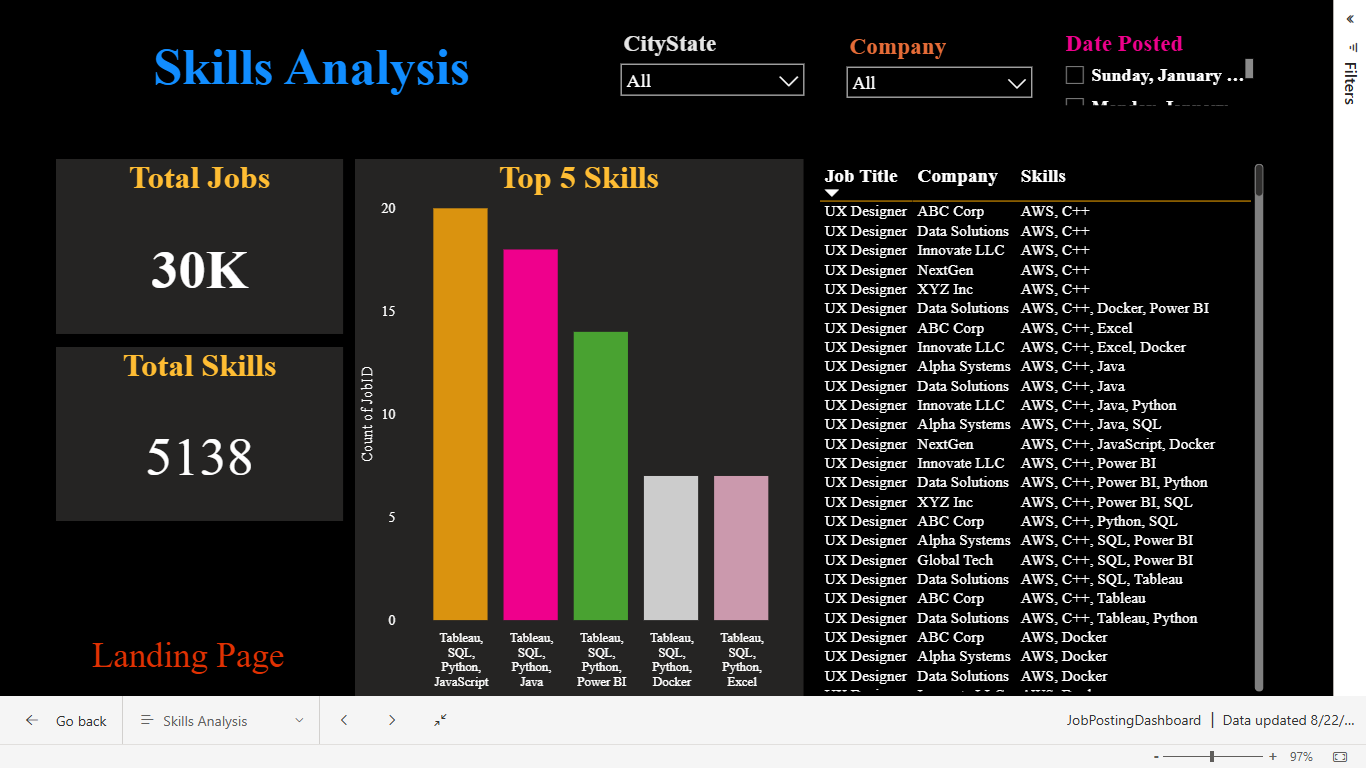 Skills Analysis
CityState
All
Company
All
Date Posted
Sunday, January ...
Filters
Total Jobs
30K
Total Skills
5138
Landing Page
Top 5 Skills
Count of JobID
20
15
10
5
0
Tableau,
SQL,
Python,
JavaScript
Tableau,
SQL,
Python,
Java
Tableau,
SQL,
Python,
Power BI
Tableau,
SQL,
Python,
Docker
Tableau,
SQL,
Python,
Excel
Job Title Company Skills
UX Designer ABC Corp AWS, C++
UX Designer Data Solutions AWS, C++
UX Designer Innovate LLC AWS, C++
UX Designer NextGen AWS, C++
UX Designer XYZ Inc AWS, C++
UX Designer Data Solutions AWS, C++, Docker, Power BI
UX Designer ABC Corp AWS, C++, Excel
UX Designer Innovate LLC AWS, C++, Excel, Docker
UX Designer Alpha Systems AWS, C++, Java
UX Designer Data Solutions AWS, C++, Java
UX Designer Innovate LLC AWS, C++, Java, Python
UX Designer Alpha Systems AWS, C++, Java, SQL
UX Designer NextGen AWS, C++, JavaScript, Docker
UX Designer Innovate LLC AWS, C++, Power BI
UX Designer Data Solutions AWS, C++, Power BI, Python
UX Designer XYZ Inc AWS, C++, Power BI, SQL
UX Designer ABC Corp AWS, C++, Python, SQL
UX Designer Alpha Systems AWS, C++, SQL, Power BI
UX Designer Global Tech AWS, C++, SQL, Power BI
UX Designer Data Solutions AWS, C++, SQL, Tableau
UX Designer ABC Corp AWS, C++, Tableau
UX Designer Data Solutions AWS, C++, Tableau, Python
UX Designer ABC Corp AWS, Docker
UX Designer Alpha Systems AWS, Docker
UX Designer Data Solutions AWS, Docker
Go back
Skills Analysis
JobPostingDashboard | Data updated 8/22/...
- + 97%